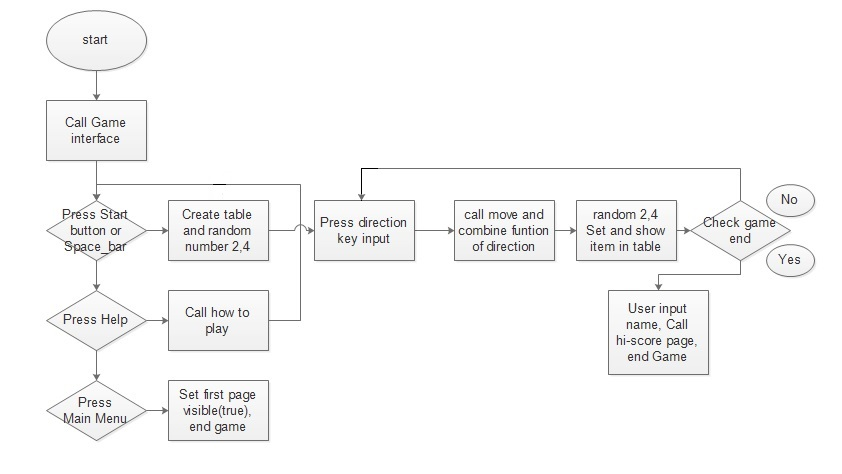 start
Call Game
interface
Press Start
button or
Space_bar
Create table
and random
number 2,4
Press direction
key input
call move and
combine funtion
of direction
random 2,4
Set and show
item in table
Check game
end
No
Yes
User input
name, Call
hi-score page,
end Game
Press Help
Call how to
play
Press
Main Menu
Set first page
visible(true),
end game